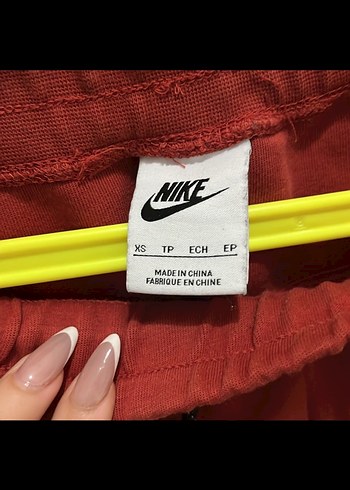 NIKE
XS TP ECH EP
MADE IN CHINA
FABRIQUE EN CHINE